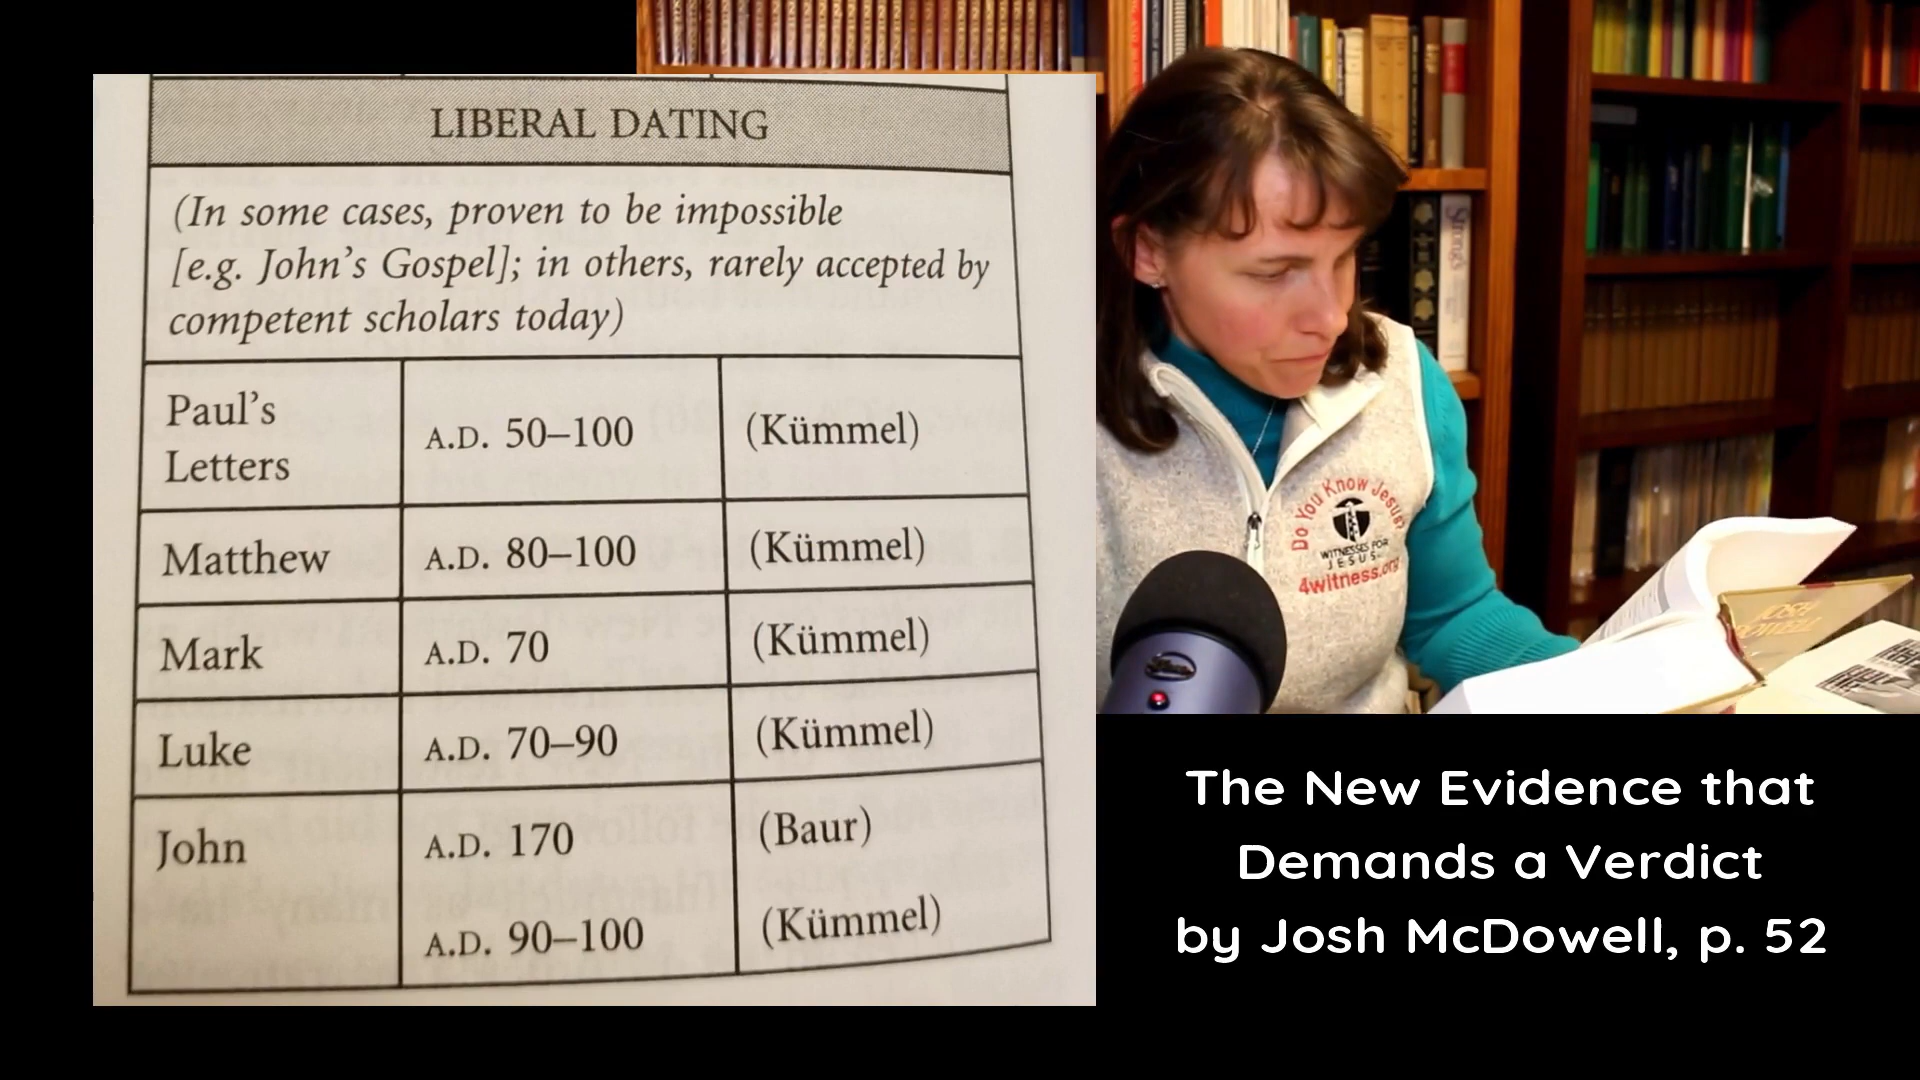 LIBERAL DATING
(In some cases, proven to be impossible
[e.g. John's Gospel]; in others, rarely accepted by
competent scholars today)
Paul's
Letters
A.D. 50–100
(Kümmel)
Matthew
A.D. 80–100
(Kümmel)
Mark
A.D. 70
(Kümmel)
Luke
A.D. 70–90
(Kümmel)
John
A.D. 170
(Baur)
A.D. 90–100
(Kümmel)
Strong's
Do You Know Jesus?
WITNESSES FOR
JESUS
4witness.org
JOSH
MCDOWELL
The New Evidence that
Demands a Verdict
by Josh McDowell, p. 52